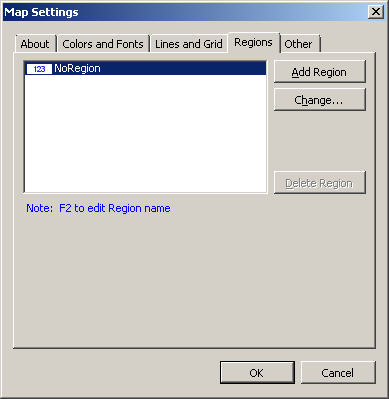 Map Settings
About Colors and Fonts Lines and Grid Regions Other
123 NoRegion
Add Region
Change...
Delete Region
Note: F2 to edit Region name
OK Cancel